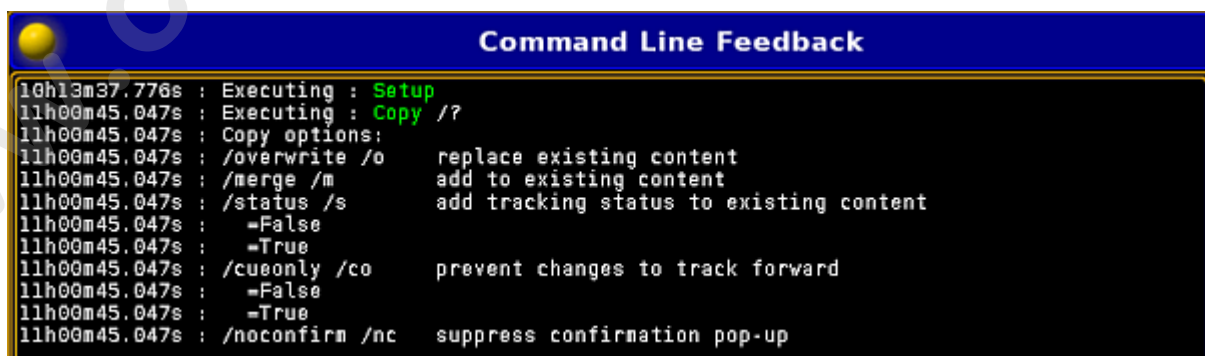 Command Line Feedback
10h13m37.776s : Executing : Setup
11h00m45.047s : Executing : Copy /?
11h00m45.047s : Copy options:
11h00m45.047s : /overwrite /o replace existing content
11h00m45.047s : /merge /m add to existing content
11h00m45.047s : /status /s add tracking status to existing content
11h00m45.047s : =False
11h00m45.047s : =True
11h00m45.047s : /cueonly /co prevent changes to track forward
11h00m45.047s : =False
11h00m45.047s : =True
11h00m45.047s : /noconfirm /nc suppress confirmation pop-up